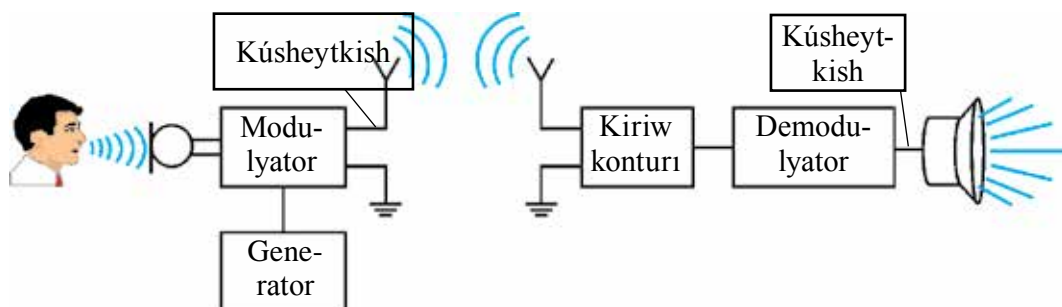 Kúsheytkish
Modu-
lyator
Gene-
rator
Kiriw
konturı
Demodu-
lyator
Kúsheyt-
kish